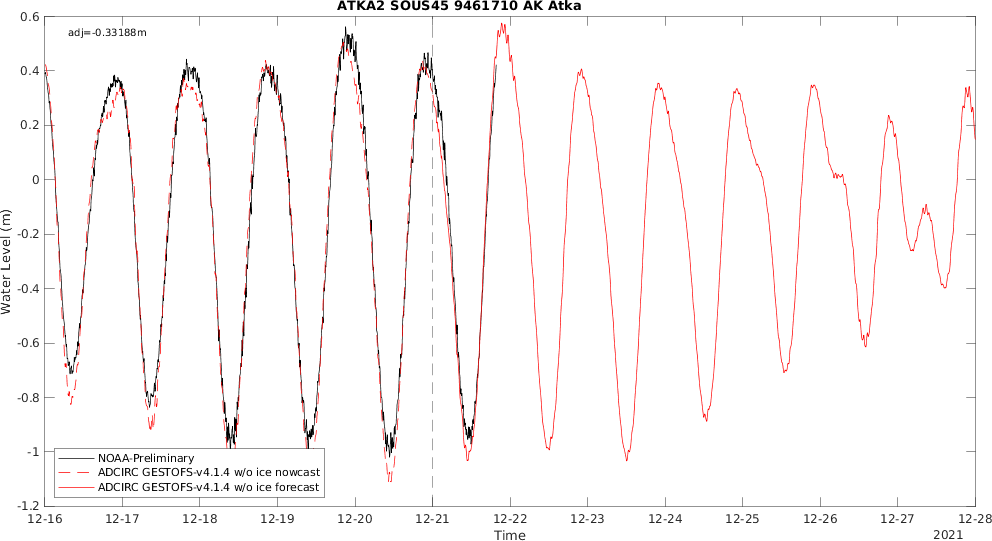 ATKA2 SOUS45 9461710 AK Atka
adj=-0.33188m
0.6
0.4
0.2
0
-0.2
-0.4
-0.6
-0.8
-1
-1.2
Water Level (m)
NOAA-Preliminary
ADCIRC GESTOFS-v4.1.4 w/o ice nowcast
ADCIRC GESTOFS-v4.1.4 w/o ice forecast
12-16 12-17 12-18 12-19 12-20 12-21 12-22 12-23 12-24 12-25 12-26 12-27 12-28
Time
2021